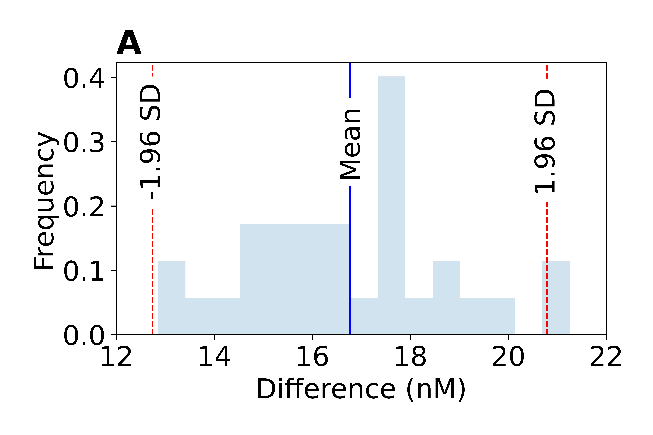 A
-1.96 SD
Mean
1.96 SD
Frequency
0.4
0.3
0.2
0.1
0.0
12 14 16 18 20 22
Difference (nM)